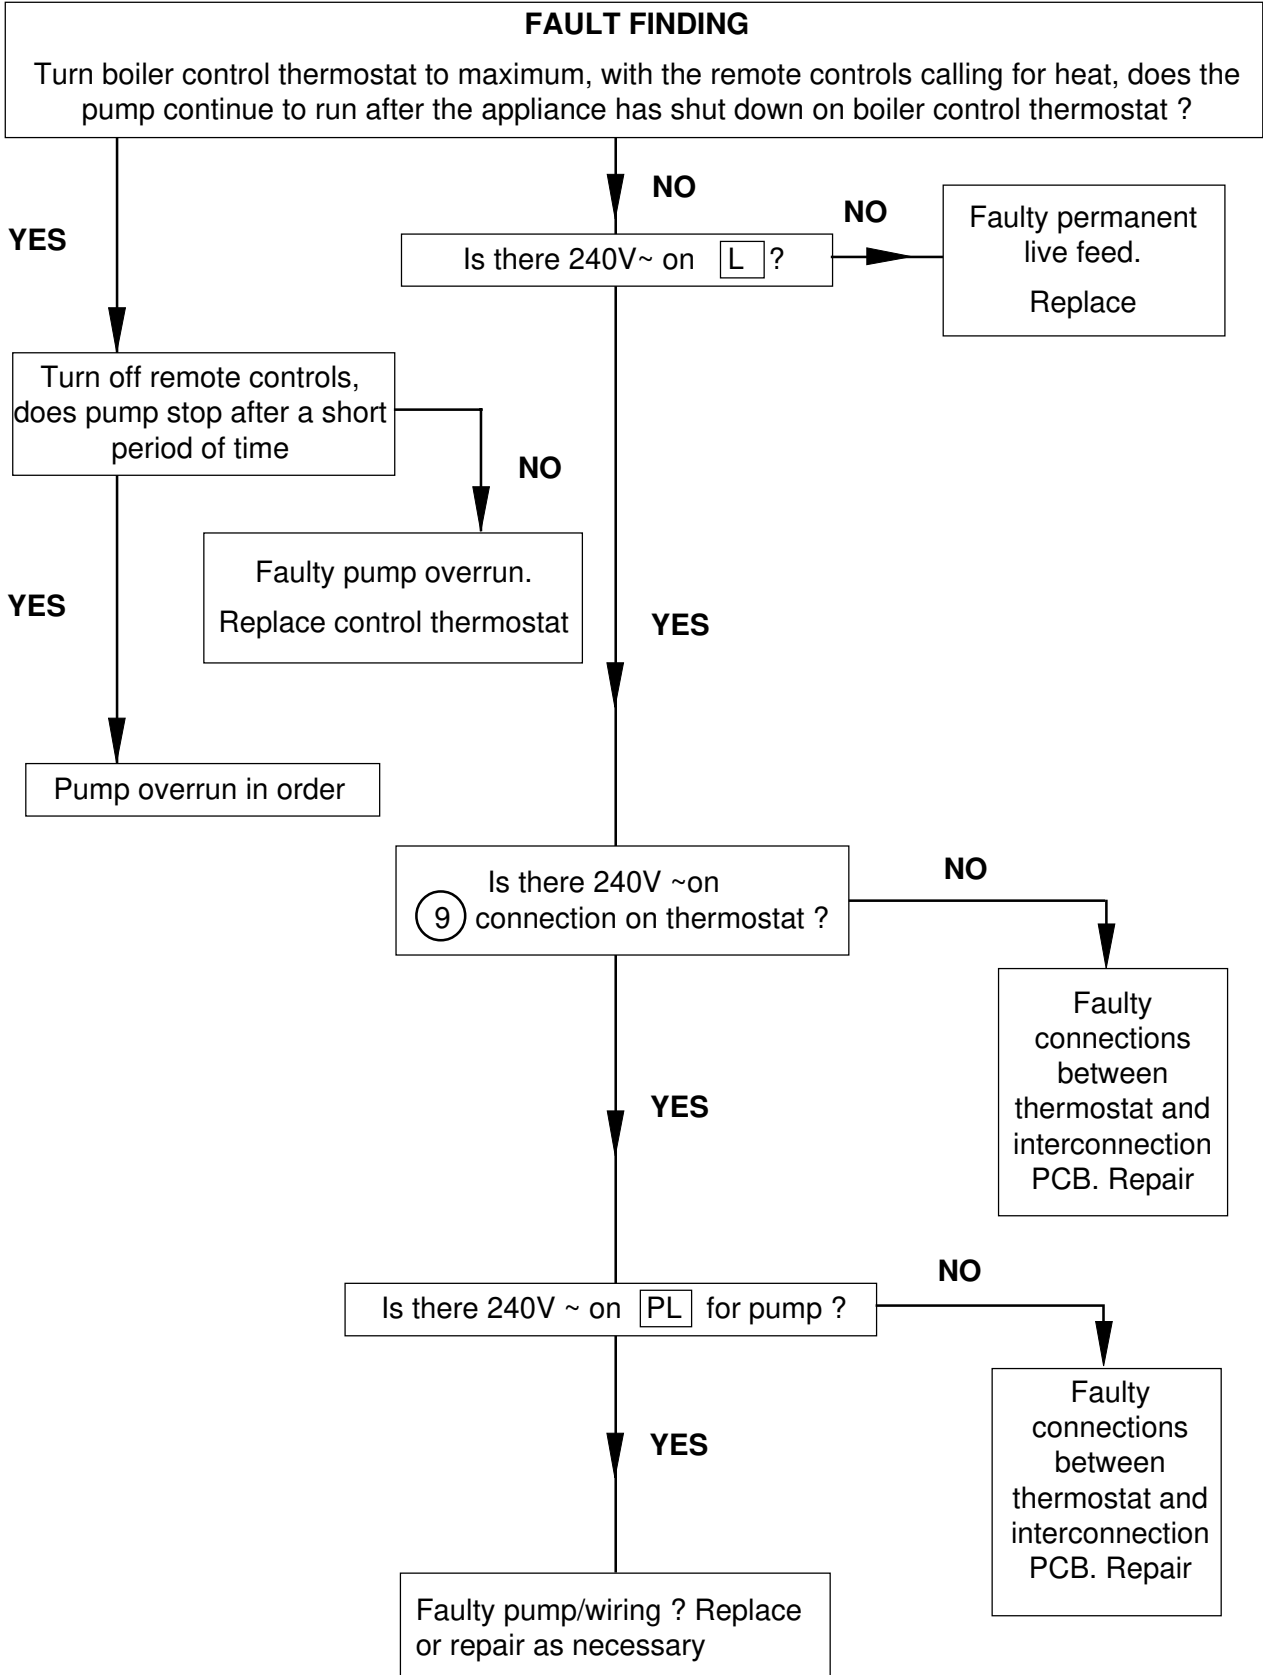 FAULT FINDING
Turn boiler control thermostat to maximum, with the remote controls calling for heat, does the
pump continue to run after the appliance has shut down on boiler control thermostat ?
NO
YES
NO
Is there 240V~ on L ?
Faulty permanent
live feed.
Replace
Turn off remote controls,
does pump stop after a short
period of time
NO
YES
Faulty pump overrun.
Replace control thermostat
YES
Pump overrun in order
Is there 240V ~on
9 connection on thermostat ?
NO
Faulty
connections
between
thermostat and
interconnection
PCB. Repair
YES
Is there 240V ~ on PL for pump ?
NO
Faulty
connections
between
thermostat and
interconnection
PCB. Repair
YES
Faulty pump/wiring ? Replace
or repair as necessary